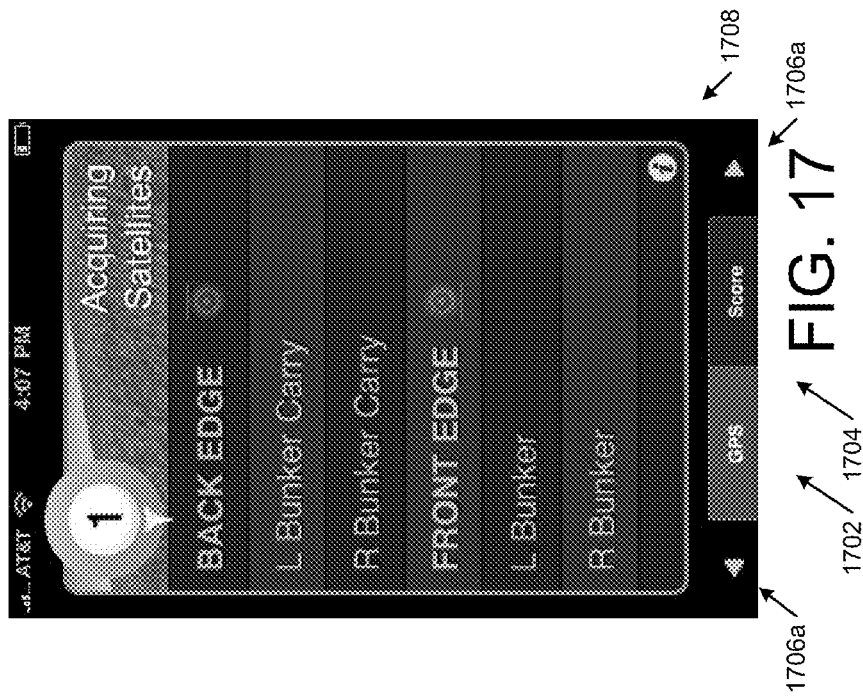 AT&T 4:07 PM
1
Acquiring
Satellites
BACK EDGE
L Bunker Carry
R Bunker Carry
FRONT EDGE
L Bunker
R Bunker
i
GPS Score
1706a
1702
1704
1706a
1708
FIG. 17